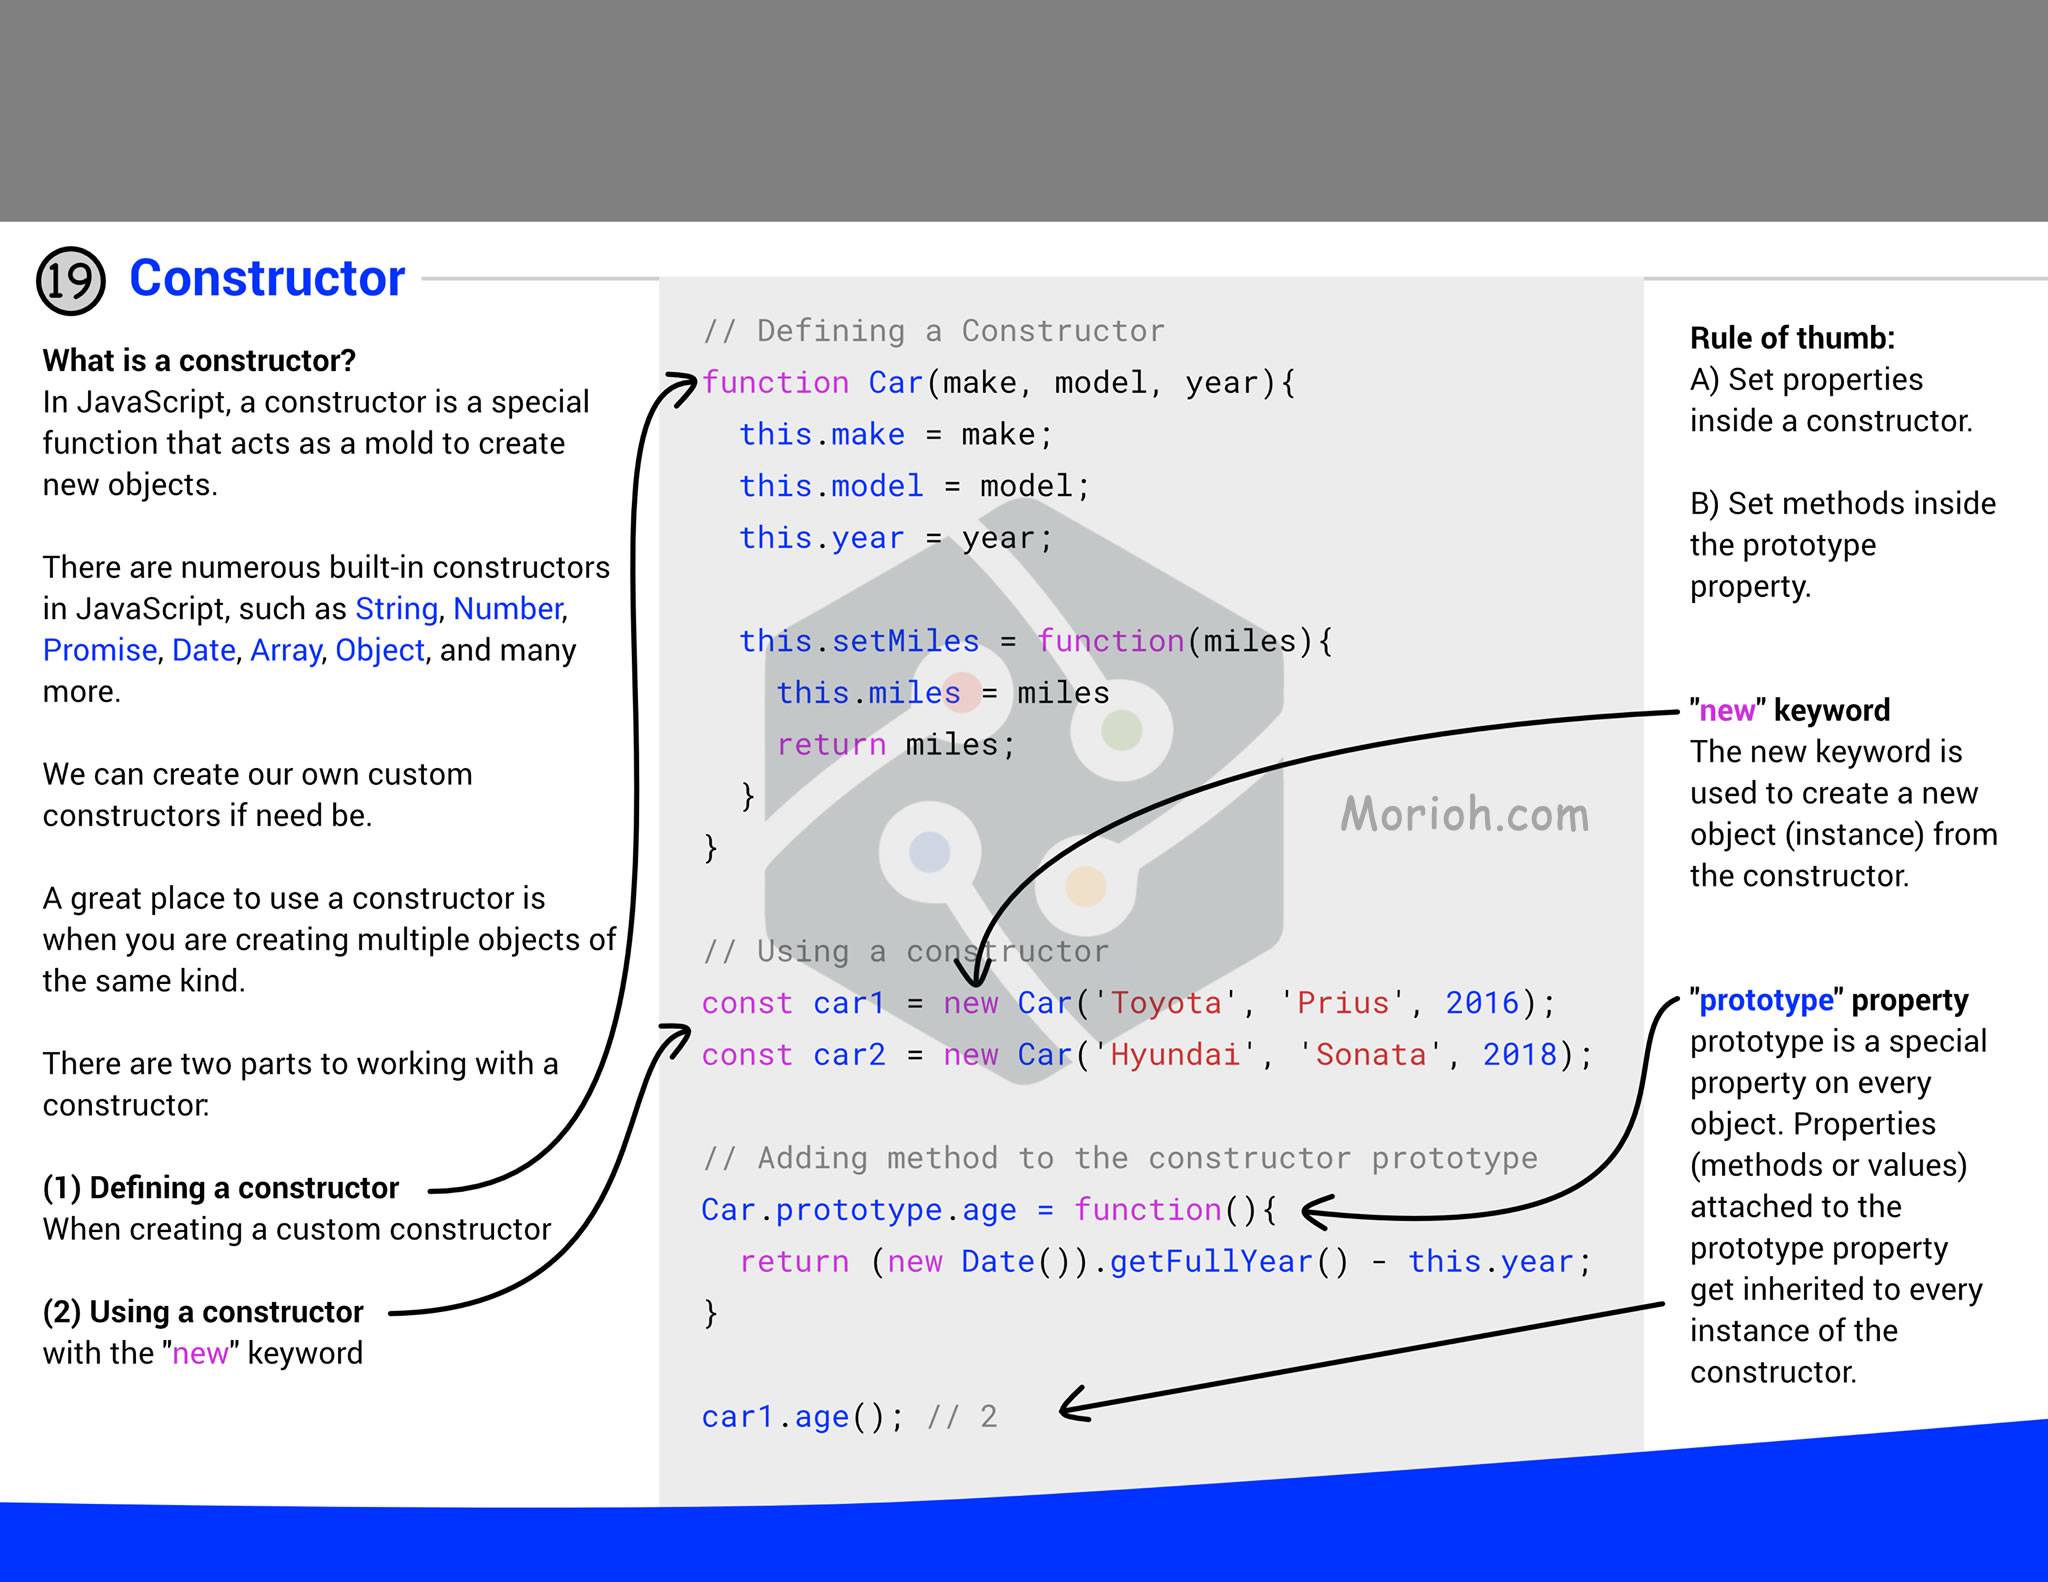 19 Constructor
What is a constructor?
In JavaScript, a constructor is a special
function that acts as a mold to create
new objects.
There are numerous built-in constructors
in JavaScript, such as String, Number,
Promise, Date, Array, Object, and many
more.
We can create our own custom
constructors if need be.
A great place to use a constructor is
when you are creating multiple objects of
the same kind.
There are two parts to working with a
constructor:
(1) Defining a constructor
When creating a custom constructor
(2) Using a constructor
with the "new" keyword
// Defining a Constructor
function Car(make, model, year){
  this.make = make;
  this.model = model;
  this.year = year;
  this.setMiles = function(miles){
    this.miles = miles
    return miles;
  }
}
Morioh.com
// Using a constructor
const car1 = new Car('Toyota', 'Prius', 2016);
const car2 = new Car('Hyundai', 'Sonata', 2018);
// Adding method to the constructor prototype
Car.prototype.age = function(){
  return (new Date()).getFullYear() - this.year;
}
car1.age(); // 2
Rule of thumb:
A) Set properties
inside a constructor.
B) Set methods inside
the prototype
property.
"new" keyword
The new keyword is
used to create a new
object (instance) from
the constructor.
"prototype" property
prototype is a special
property on every
object. Properties
(methods or values)
attached to the
prototype property
get inherited to every
instance of the
constructor.